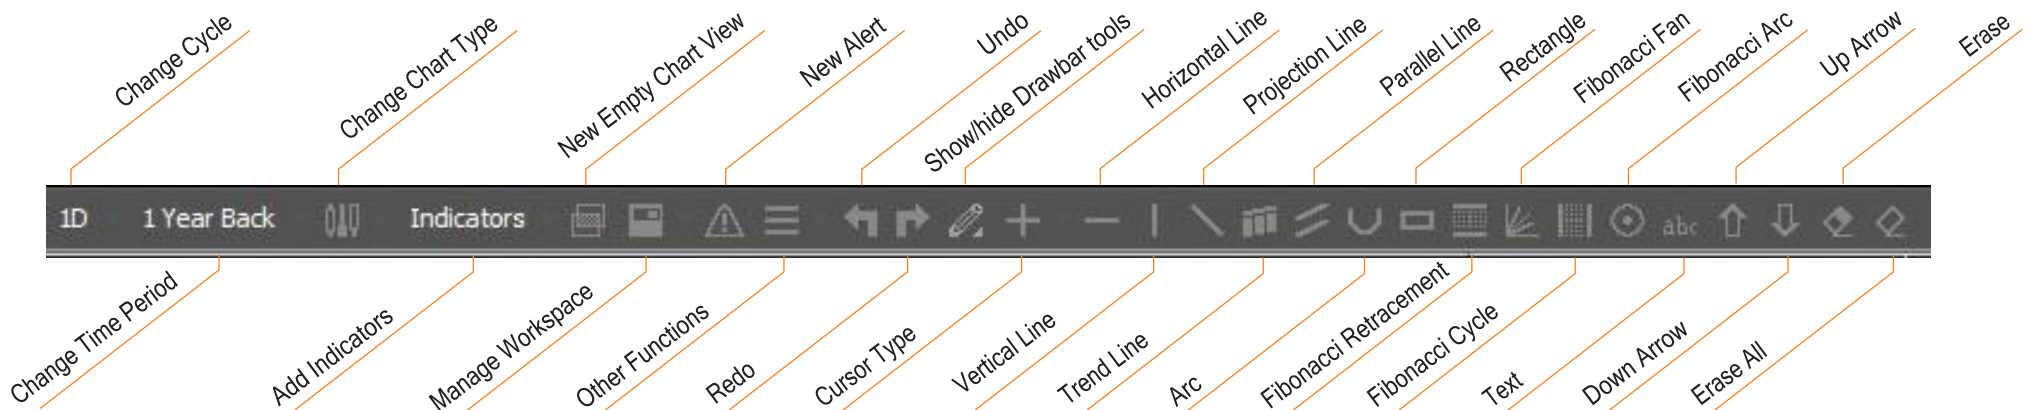 Change Cycle
Change Chart Type
New Empty Chart View
New Alert
Undo
Show/hide Drawbar tools
Horizontal Line
Projection Line
Parallel Line
Rectangle
Fibonacci Fan
Fibonacci Arc
Up Arrow
Erase
1D
1 Year Back
Indicators
abc
Change Time Period
Add Indicators
Manage Workspace
Other Functions
Redo
Cursor Type
Vertical Line
Trend Line
Arc
Fibonacci Retracement
Fibonacci Cycle
Text
Down Arrow
Erase All